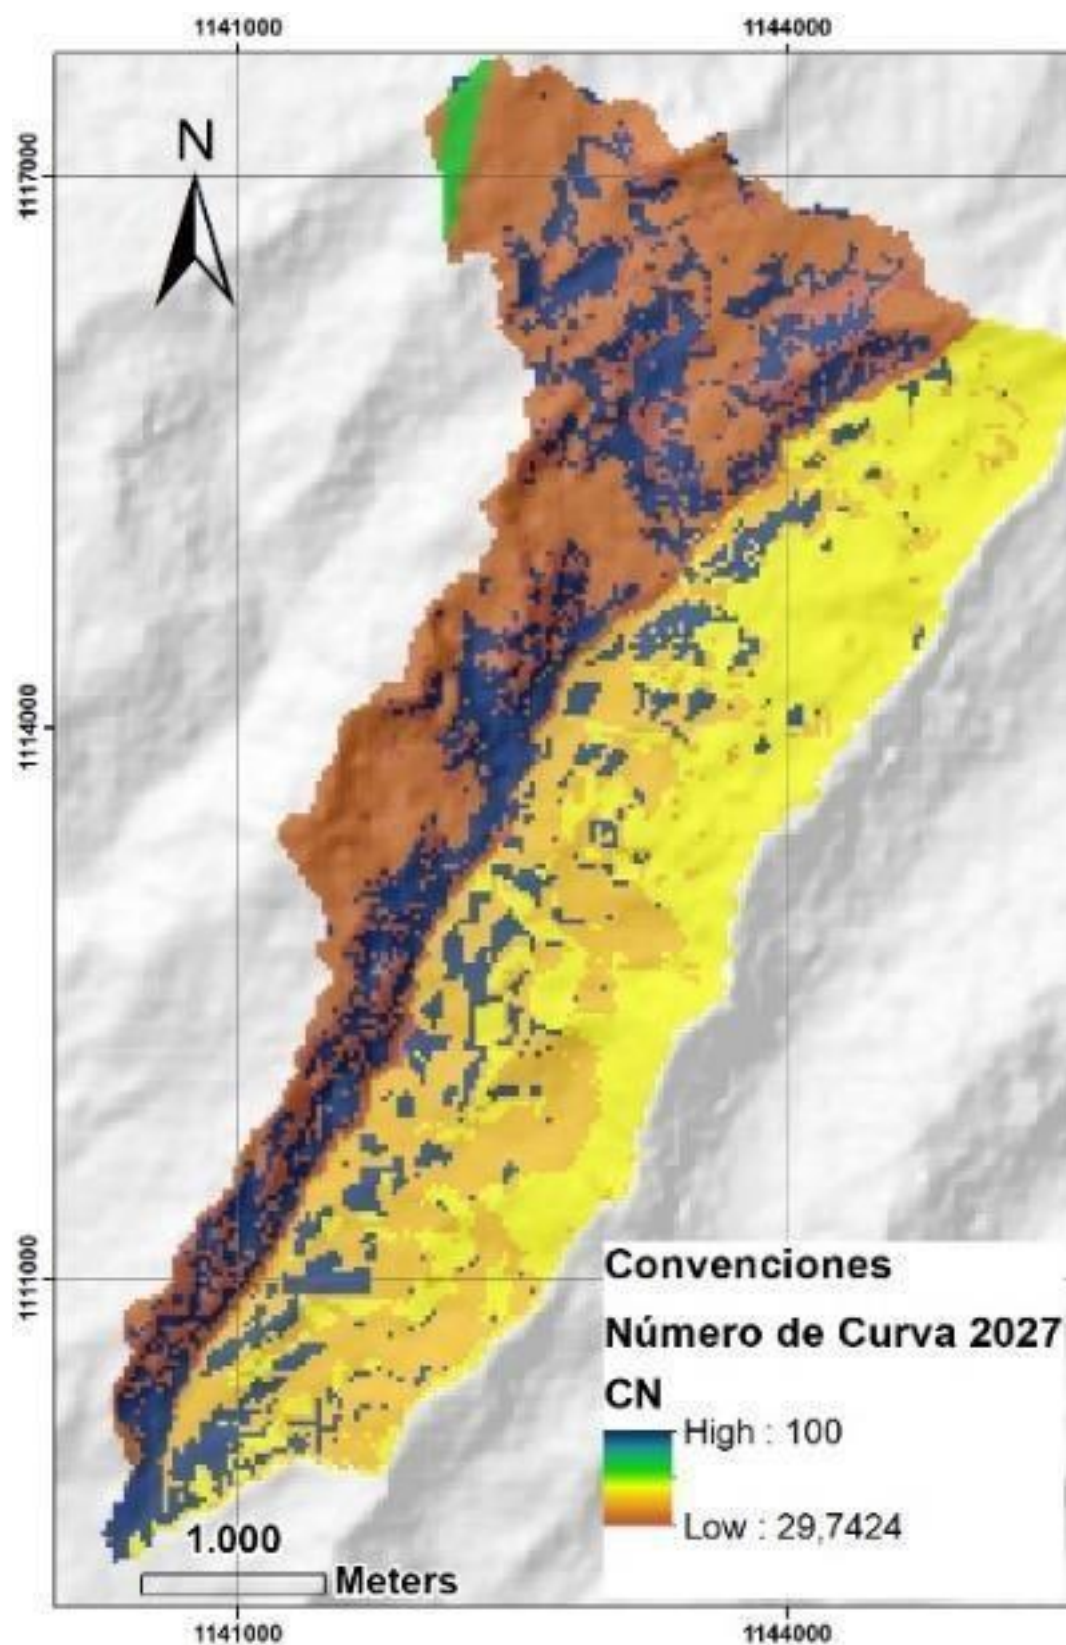 1141000 1144000
N
1117000
1114000
1111000
Convenciones
Número de Curva 2027
CN
High : 100
Low : 29,7424
1.000
Meters
1141000 1144000